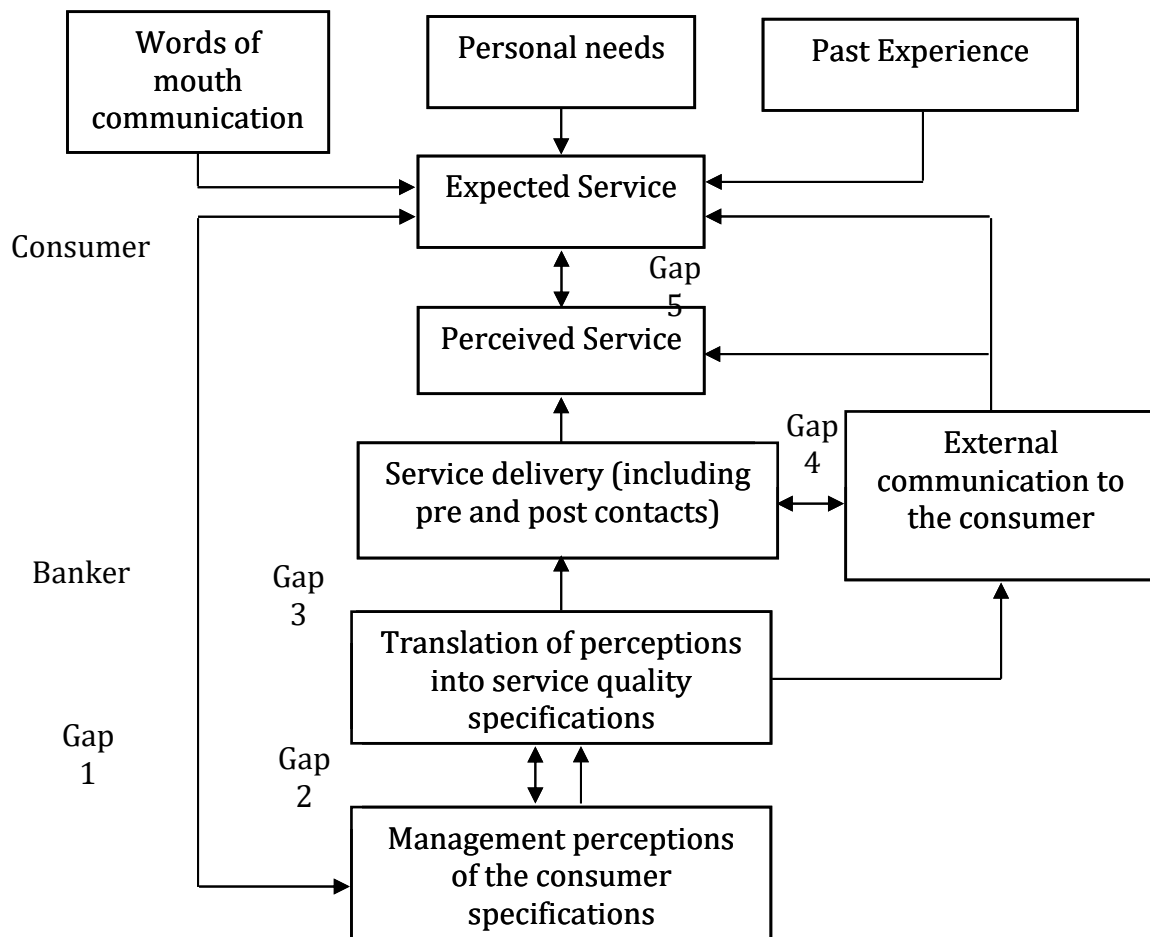 Words of
mouth
communication
Personal needs
Past Experience
Expected Service
Consumer
Gap
5
Perceived Service
Gap
4
External
communication to
the consumer
Service delivery (including
pre and post contacts)
Banker
Gap
3
Translation of perceptions
into service quality
specifications
Gap
1
Gap
2
Management perceptions
of the consumer
specifications